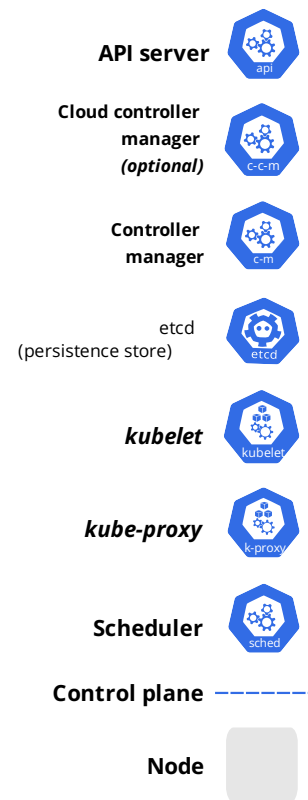 API server
api
Cloud controller
manager
(optional)
c-c-m
Controller
manager
c-m
etcd
(persistence store)
etcd
kubelet
kubelet
kube-proxy
k-proxy
Scheduler
sched
Control plane
Node